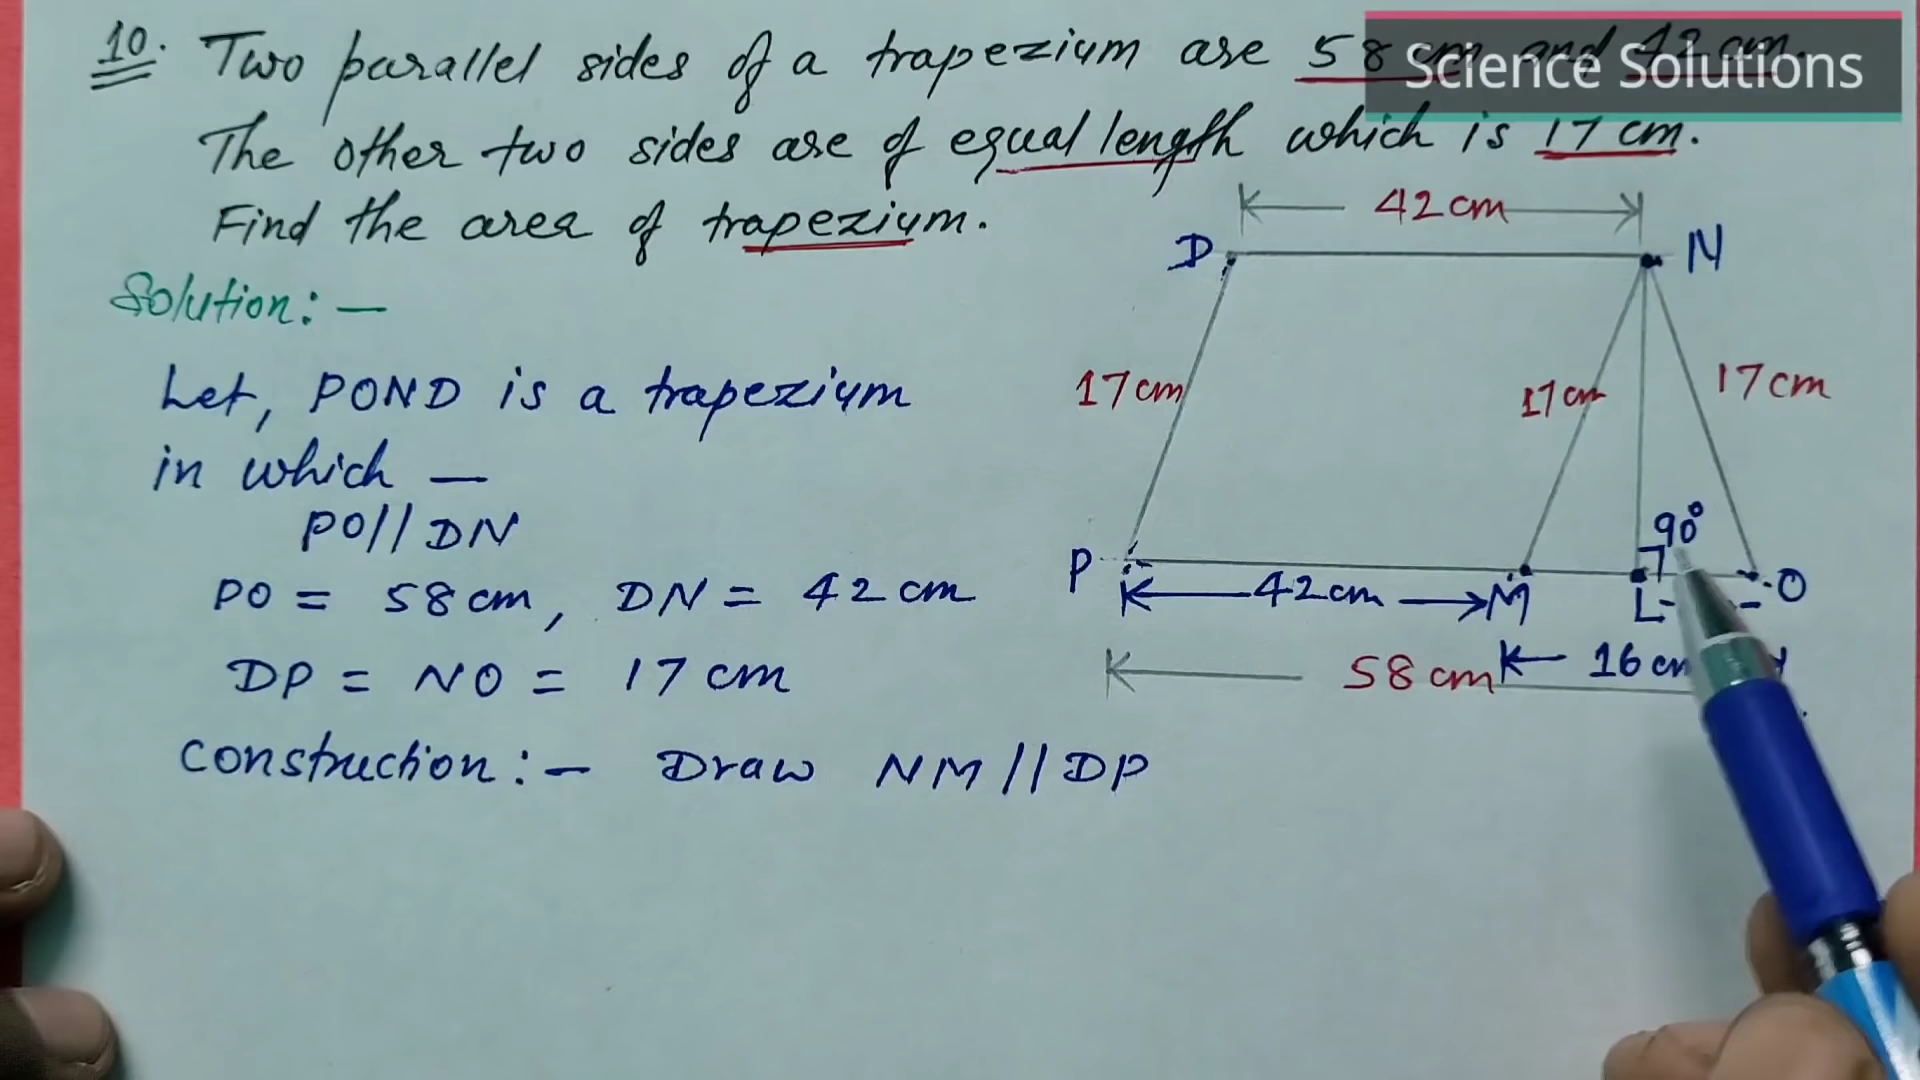 10. Two parallel sides of a trapezium are 58 cm and 42 cm.
Science Solutions
The other two sides are of equal length which is 17 cm.
Find the area of trapezium.
42 cm
D N
Solution:-
17 cm 17 cm 17 cm
Let, POND is a trapezium
in which —
PO//DN
90°
P M L O
42 cm
PO = 58 cm, DN = 42 cm
58 cm 16
DP = NO = 17 cm
Construction:- Draw NM//DP